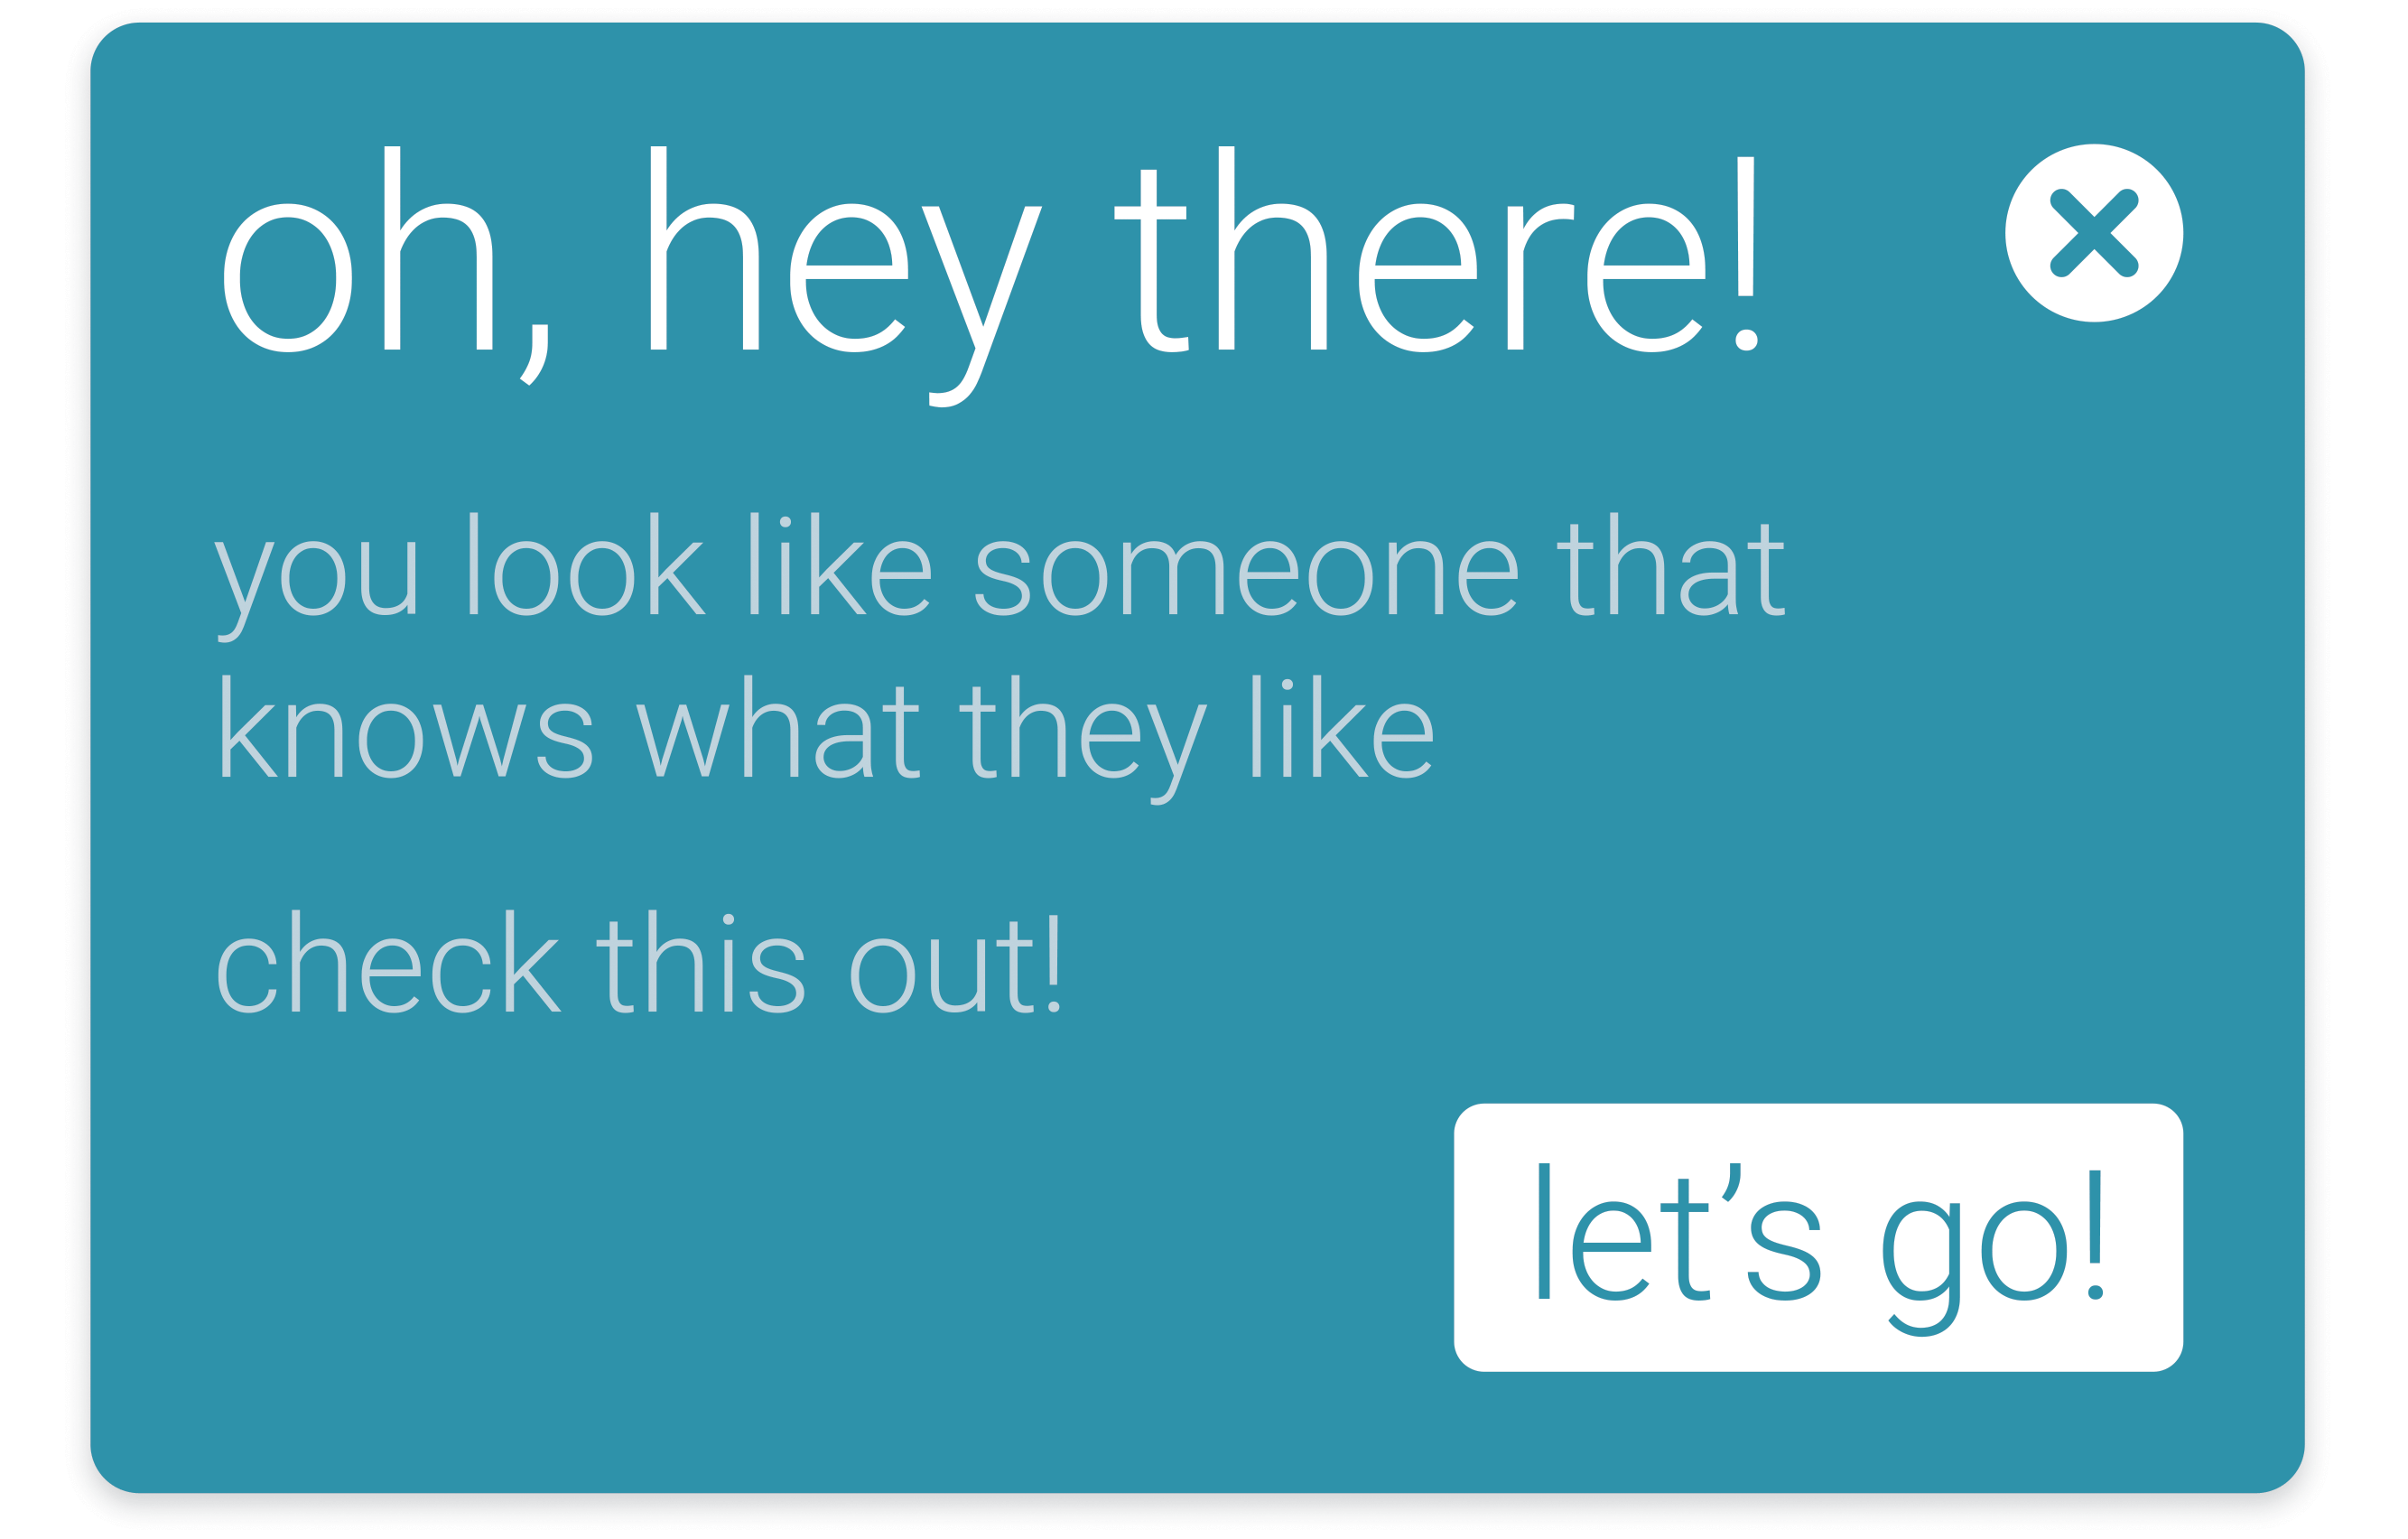 oh, hey there!
you look like someone that
knows what they like
check this out!
let’s go!